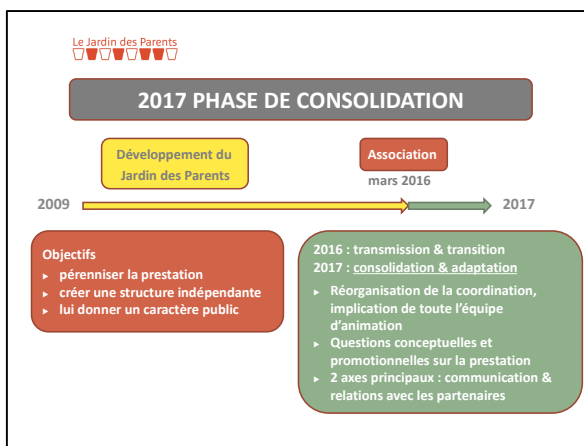 Le Jardin des Parents
2017 PHASE DE CONSOLIDATION
Développement du
Jardin des Parents
Association
mars 2016
2009
2017
Objectifs
▸ pérenniser la prestation
▸ créer une structure indépendante
▸ lui donner un caractère public
2016 : transmission & transition
2017 : consolidation & adaptation
▸ Réorganisation de la coordination,
implication de toute l'équipe
d'animation
▸ Questions conceptuelles et
promotionnelles sur la prestation
▸ 2 axes principaux : communication &
relations avec les partenaires